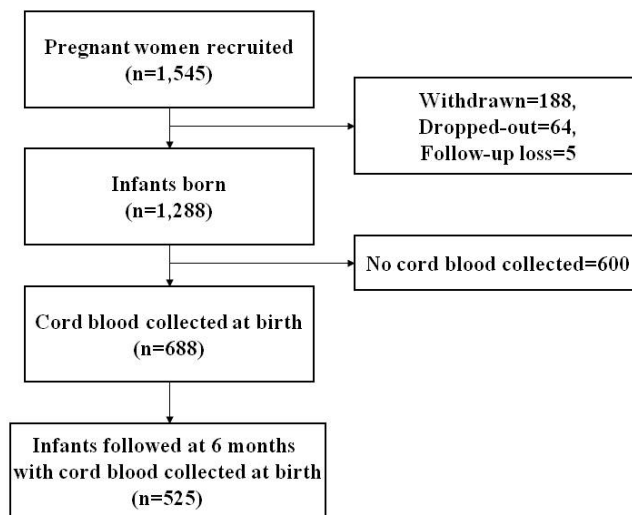 Pregnant women recruited
(n=1,545)
Withdrawn=188,
Dropped-out=64,
Follow-up loss=5
Infants born
(n=1,288)
No cord blood collected=600
Cord blood collected at birth
(n=688)
Infants followed at 6 months
with cord blood collected at birth
(n=525)